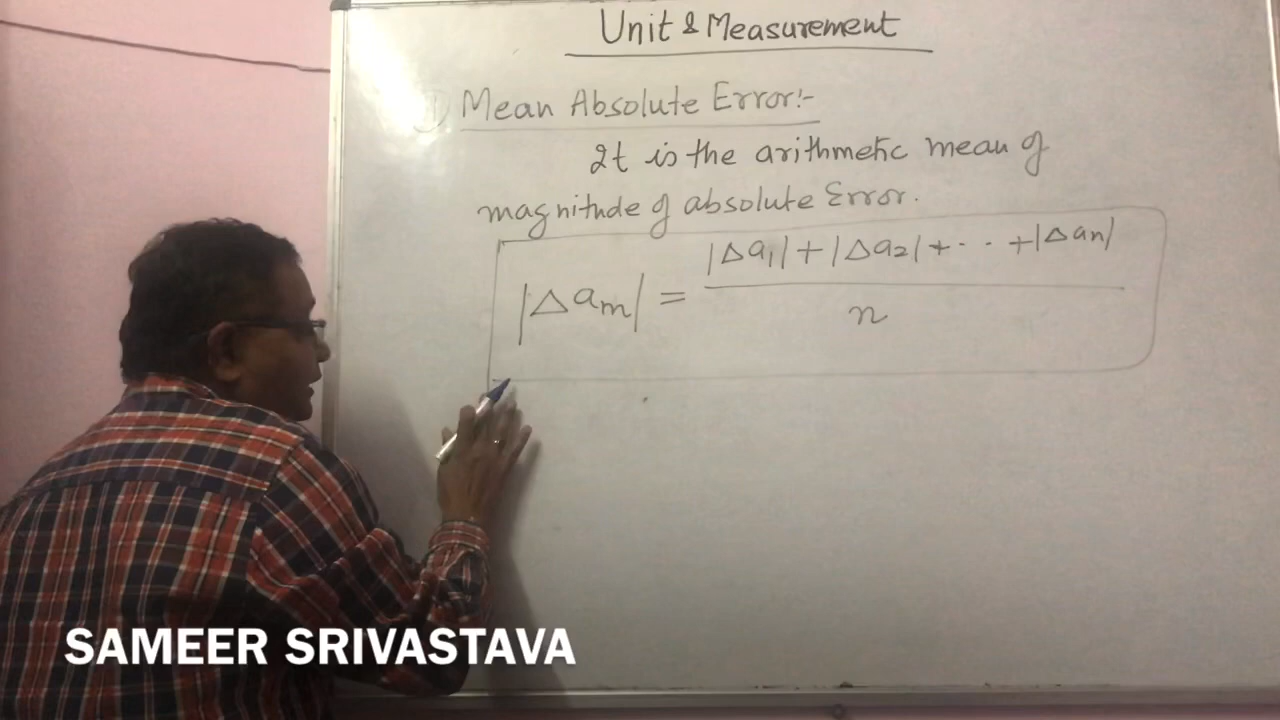 Unit & Measurement
① Mean Absolute Error:-
It is the arithmetic mean of
magnitude of absolute Error.
|Δam| = |Δa1| + |Δa2| + ... + |Δan| / n
SAMEER SRIVASTAVA